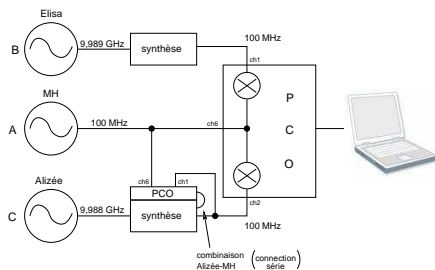 Elisa
B
9,989 GHz
synthèse
100 MHz
ch1
MH
A
100 MHz
ch6
P
C
O
Alizée
C
9,988 GHz
ch6
ch1
PCO
synthèse
ch2
100 MHz
combinaison
Alizée-MH
(connection
série)